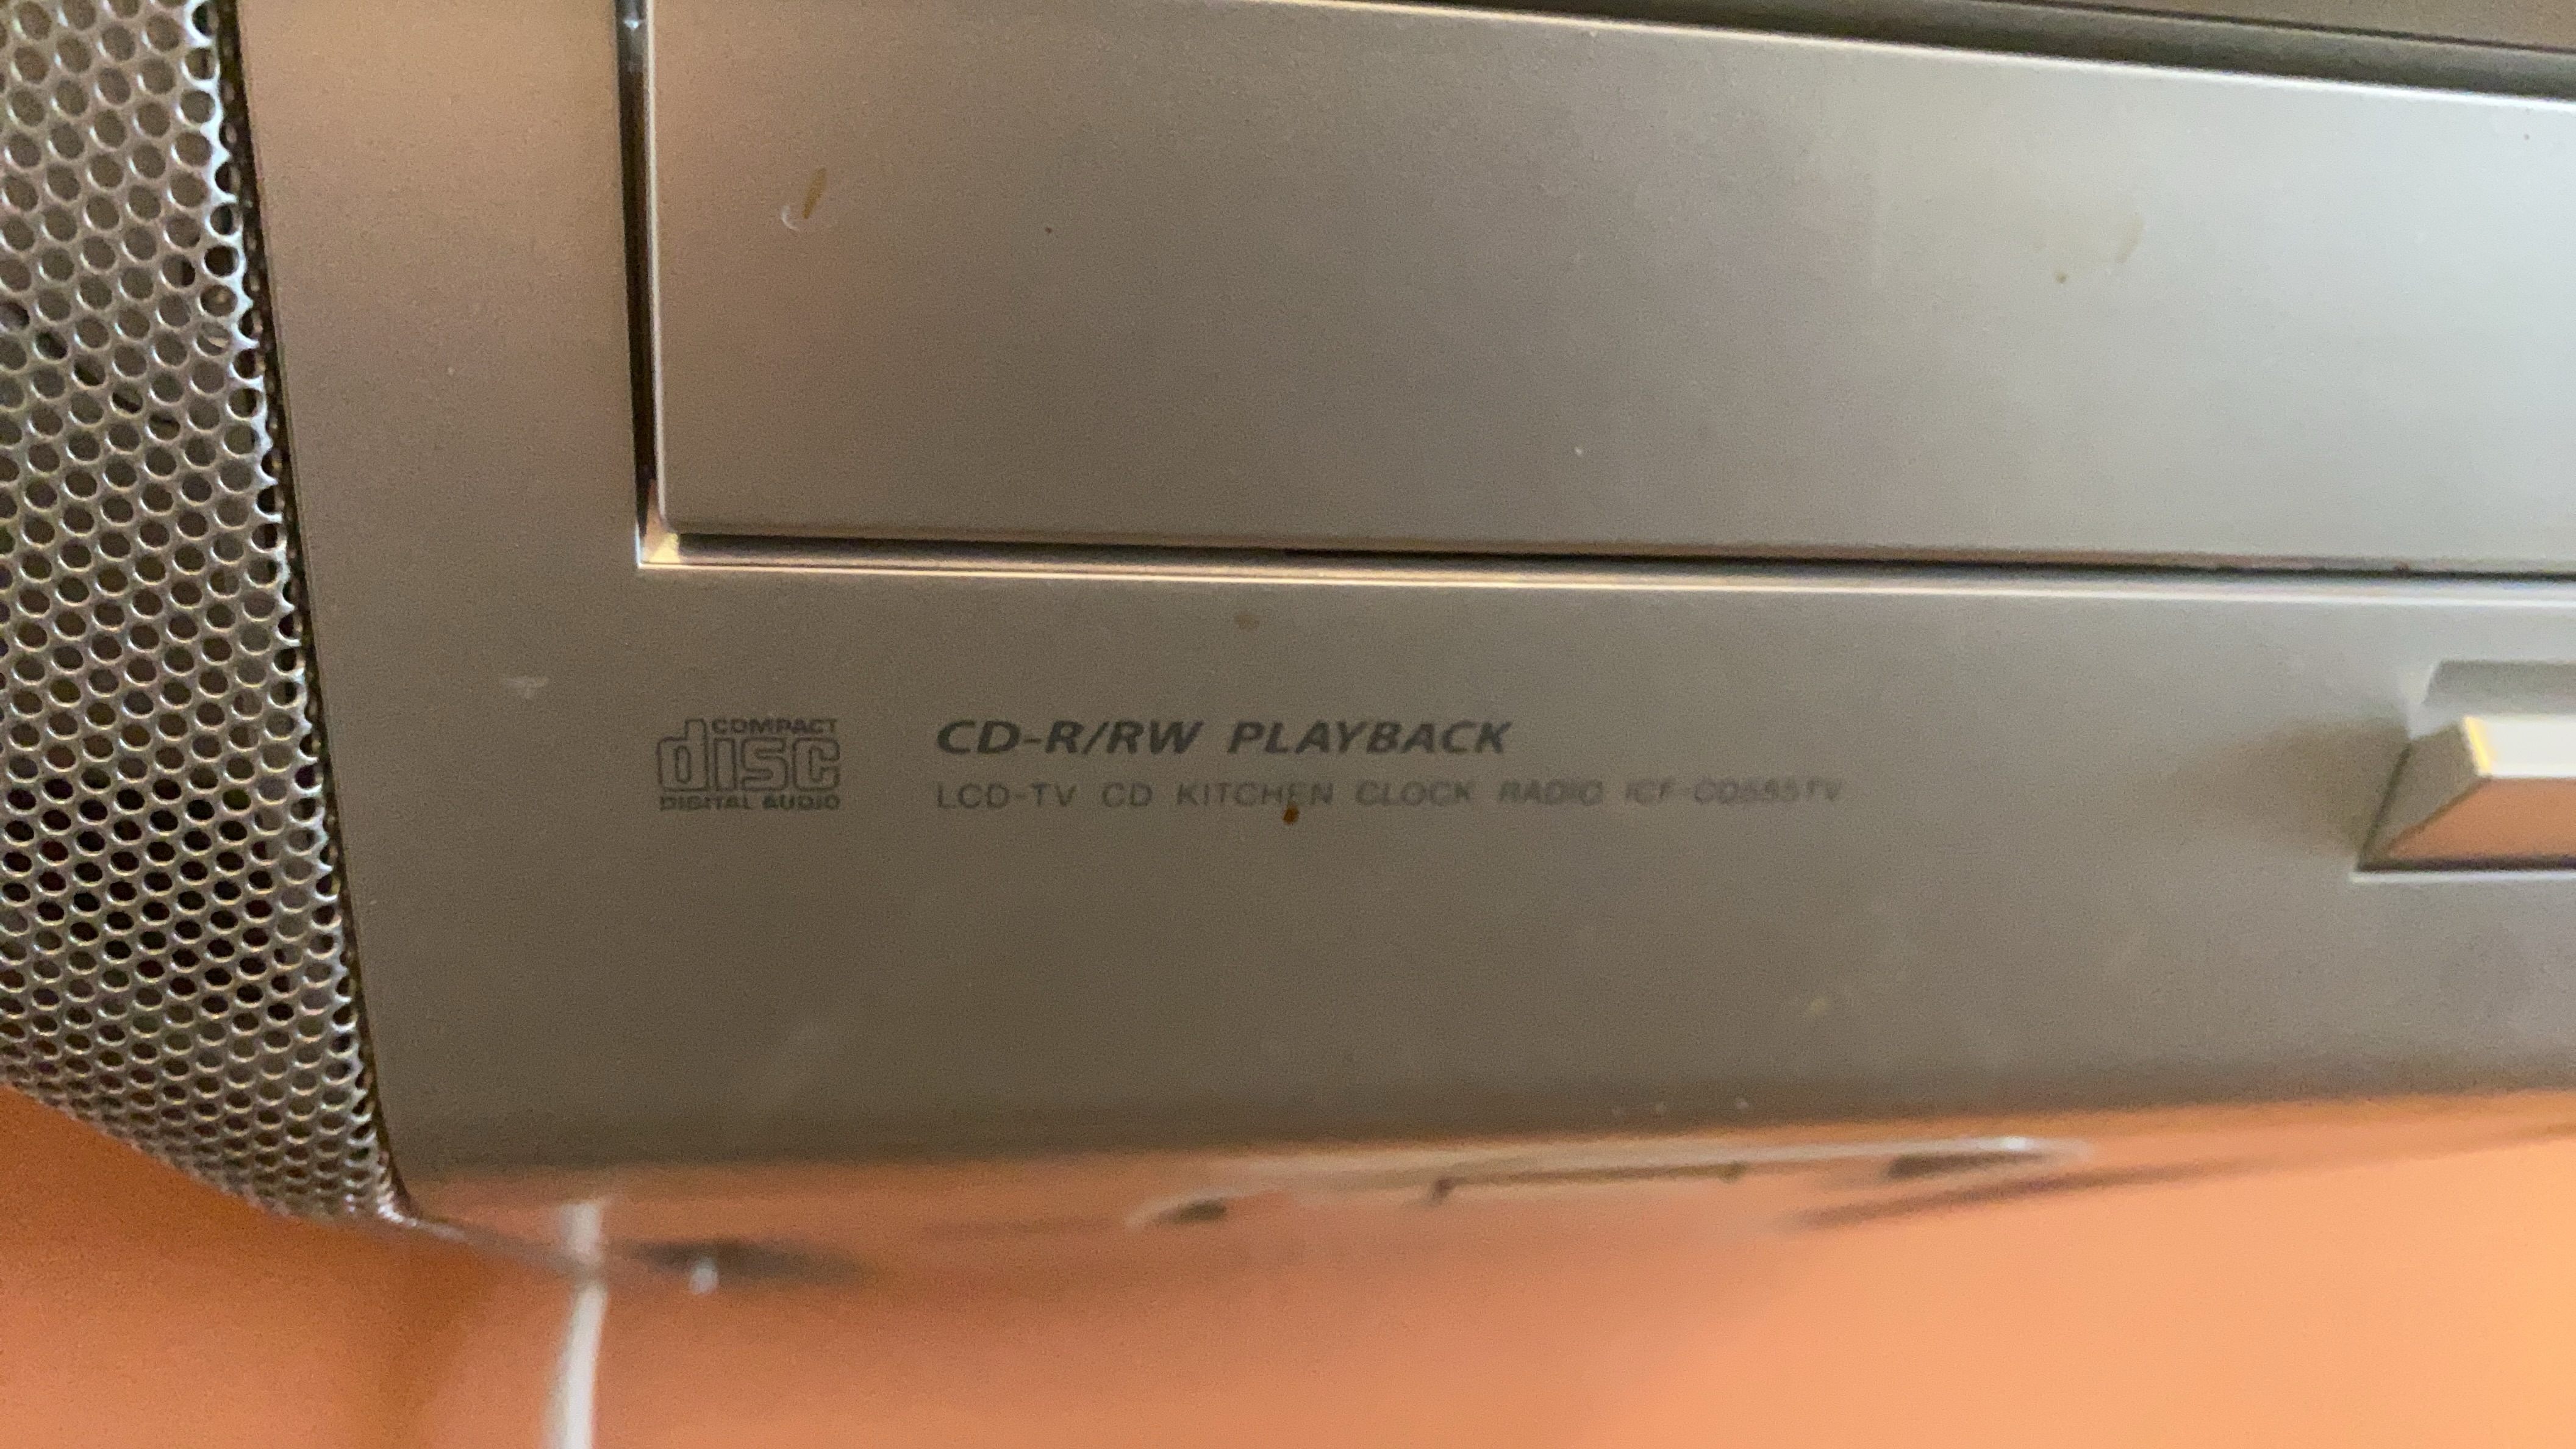 COMPACT
disc
DIGITAL AUDIO
CD-R/RW PLAYBACK
LCD-TV CD KITCHEN CLOCK RADIO ICF-CD555TV